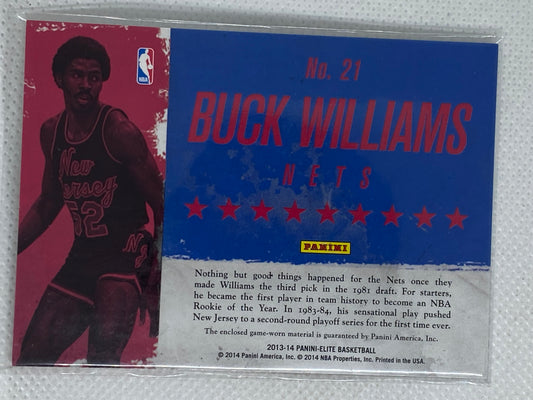 No. 21
BUCK WILLIAMS
NETS
NBA
New
Jersey
52
N
J
PANINI
Nothing but good things happened for the Nets once they
made Williams the third pick in the 1981 draft. For starters,
he became the first player in team history to become an NBA
Rookie of the Year. In 1983-84, his sensational play pushed
New Jersey to a second-round playoff series for the first time ever.
The enclosed game-worn material is guaranteed by Panini America, Inc.
2013-14 PANINI-ELITE BASKETBALL
© 2014 Panini America, Inc. © 2014 NBA Properties, Inc. Printed in the USA.